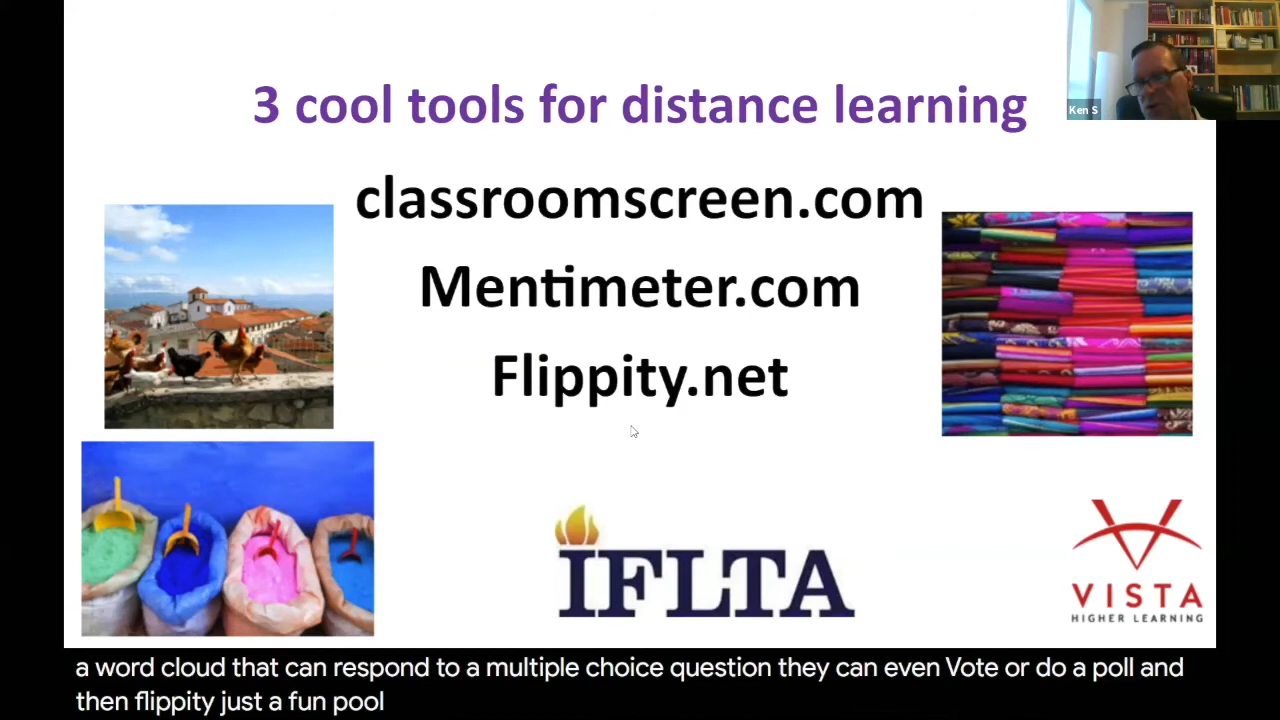 3 cool tools for distance learning
Ken S
classroomscreen.com
Mentimeter.com
Flippity.net
IFLTA
VISTA
HIGHER LEARNING
a word cloud that can respond to a multiple choice question they can even Vote or do a poll and
then flippity just a fun pool